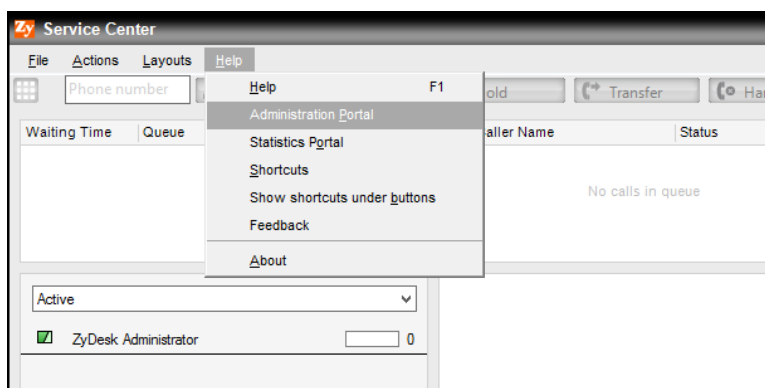 Zy Service Center
File Actions Layouts Help
Phone number
Help F1
old Transfer Ha
Administration Portal
Waiting Time Queue
Statistics Portal
aller Name Status
Shortcuts
Show shortcuts under buttons
No calls in queue
Feedback
About
Active
ZyDesk Administrator 0